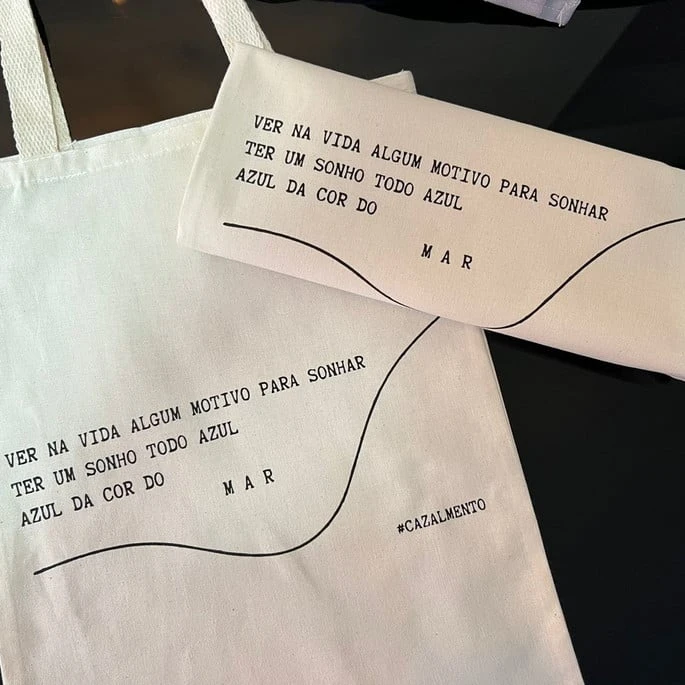 VER NA VIDA ALGUM MOTIVO PARA SONHAR
TER UM SONHO TODO AZUL
AZUL DA COR DO
M A R
VER NA VIDA ALGUM MOTIVO PARA SONHAR
TER UM SONHO TODO AZUL
AZUL DA COR DO
M A R
#CAZALMENTO